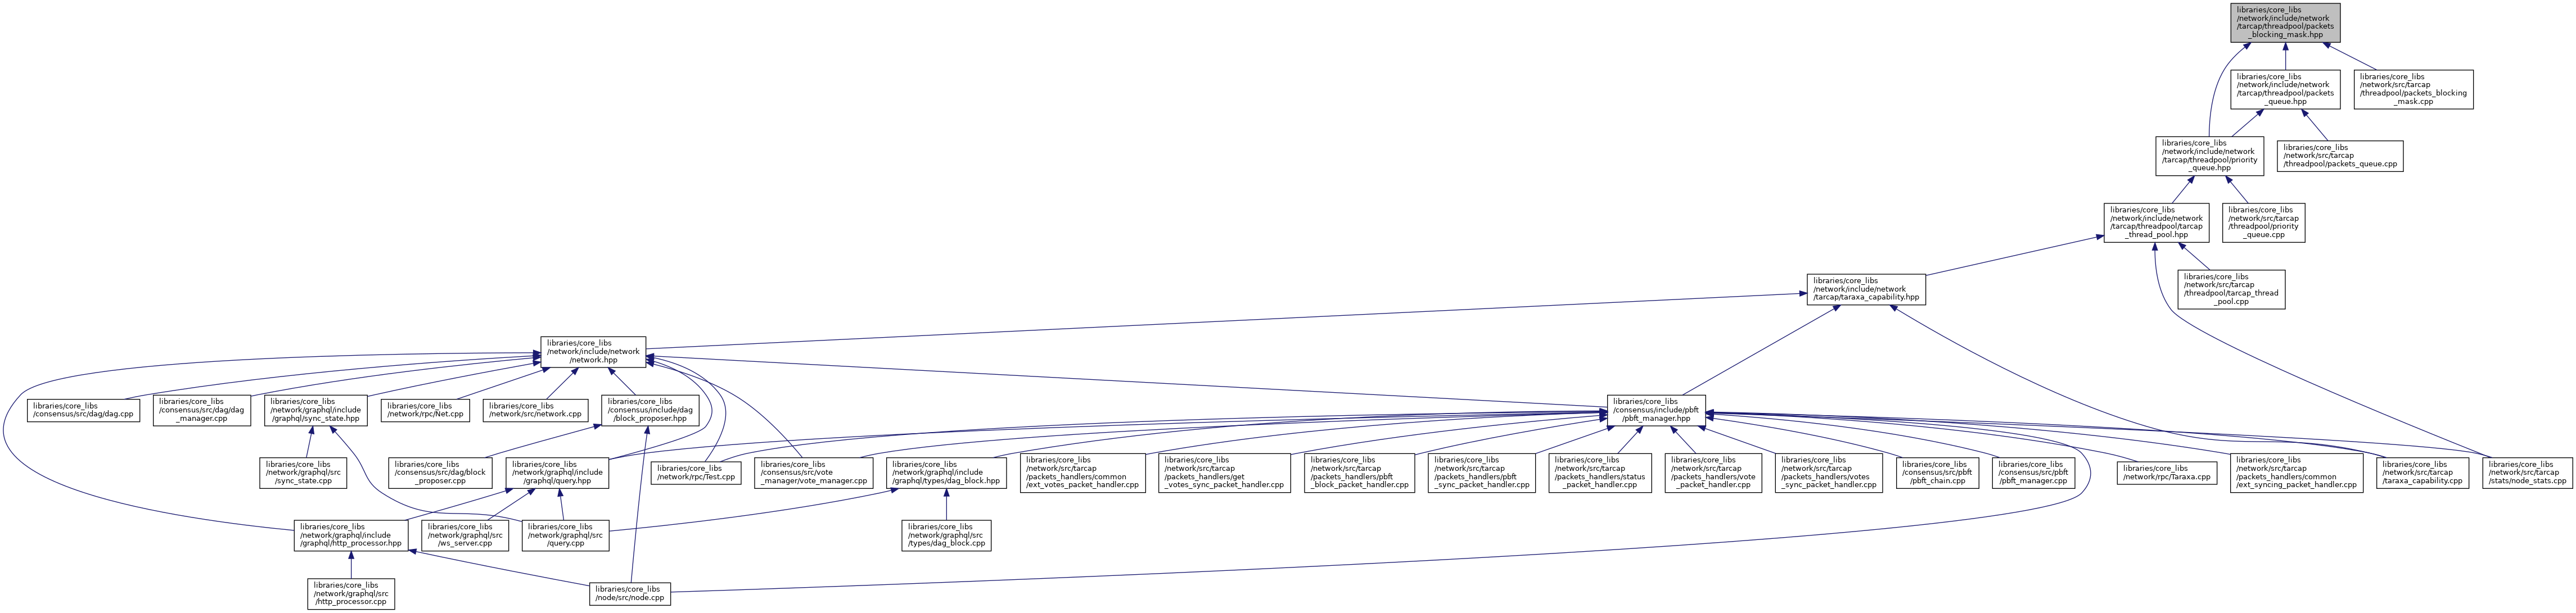 libraries/core_libs
/network/include/network
/tarcap/threadpool/packets
_blocking_mask.hpp
libraries/core_libs
/network/include/network
/tarcap/threadpool/packets
_queue.hpp
libraries/core_libs
/network/src/tarcap
/threadpool/packets_blocking
_mask.cpp
libraries/core_libs
/network/include/network
/tarcap/threadpool/priority
_queue.hpp
libraries/core_libs
/network/src/tarcap
/threadpool/packets_queue.cpp
libraries/core_libs
/network/include/network
/tarcap/threadpool/tarcap
_thread_pool.hpp
libraries/core_libs
/network/src/tarcap
/threadpool/priority
_queue.cpp
libraries/core_libs
/network/include/network
/tarcap/taraxa_capability.hpp
libraries/core_libs
/network/src/tarcap
/threadpool/tarcap_thread
_pool.cpp
libraries/core_libs
/network/include/network
/network.hpp
libraries/core_libs
/consensus/src/dag/dag.cpp
libraries/core_libs
/consensus/src/dag/dag
_manager.cpp
libraries/core_libs
/network/graphql/include
/graphql/sync_state.hpp
libraries/core_libs
/network/rpc/Net.cpp
libraries/core_libs
/network/src/network.cpp
libraries/core_libs
/consensus/include/dag
/block_proposer.hpp
libraries/core_libs
/consensus/include/pbft
/pbft_manager.hpp
libraries/core_libs
/network/graphql/src
/sync_state.cpp
libraries/core_libs
/consensus/src/dag/block
_proposer.cpp
libraries/core_libs
/network/graphql/include
/graphql/query.hpp
libraries/core_libs
/network/rpc/Test.cpp
libraries/core_libs
/consensus/src/vote
_manager/vote_manager.cpp
libraries/core_libs
/network/graphql/include
/graphql/types/dag_block.hpp
libraries/core_libs
/network/src/tarcap
/packets_handlers/common
/ext_votes_packet_handler.cpp
libraries/core_libs
/network/src/tarcap
/packets_handlers/get
_votes_sync_packet_handler.cpp
libraries/core_libs
/network/src/tarcap
/packets_handlers/pbft
_block_packet_handler.cpp
libraries/core_libs
/network/src/tarcap
/packets_handlers/pbft
_sync_packet_handler.cpp
libraries/core_libs
/network/src/tarcap
/packets_handlers/status
_packet_handler.cpp
libraries/core_libs
/network/src/tarcap
/packets_handlers/vote
_packet_handler.cpp
libraries/core_libs
/network/src/tarcap
/packets_handlers/votes
_sync_packet_handler.cpp
libraries/core_libs
/consensus/src/pbft
/pbft_chain.cpp
libraries/core_libs
/consensus/src/pbft
/pbft_manager.cpp
libraries/core_libs
/network/rpc/Taraxa.cpp
libraries/core_libs
/network/src/tarcap
/packets_handlers/common
/ext_syncing_packet_handler.cpp
libraries/core_libs
/network/src/tarcap
/taraxa_capability.cpp
libraries/core_libs
/network/src/tarcap
/stats/node_stats.cpp
libraries/core_libs
/network/graphql/include
/graphql/http_processor.hpp
libraries/core_libs
/network/graphql/src
/ws_server.cpp
libraries/core_libs
/network/graphql/src
/query.cpp
libraries/core_libs
/network/graphql/src
/types/dag_block.cpp
libraries/core_libs
/network/graphql/src
/http_processor.cpp
libraries/core_libs
/node/src/node.cpp